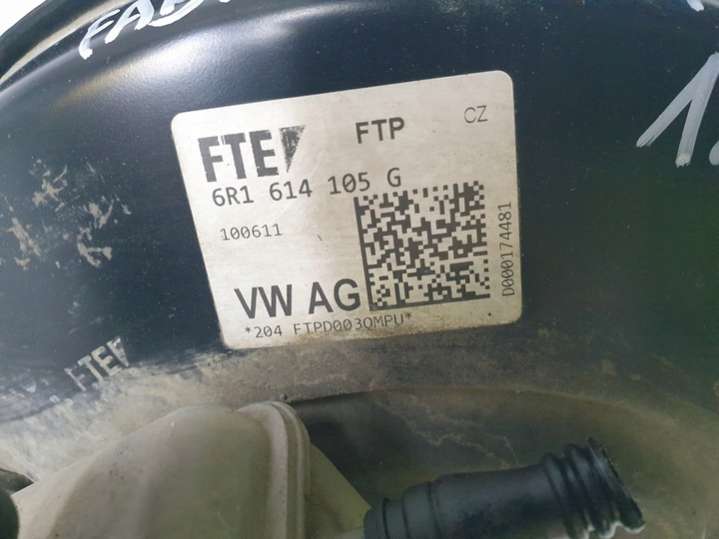 FTE FTP CZ
6R1 614 105 G
100611
D000174481
VW AG
*204 FTPD003QMPU*
FTE